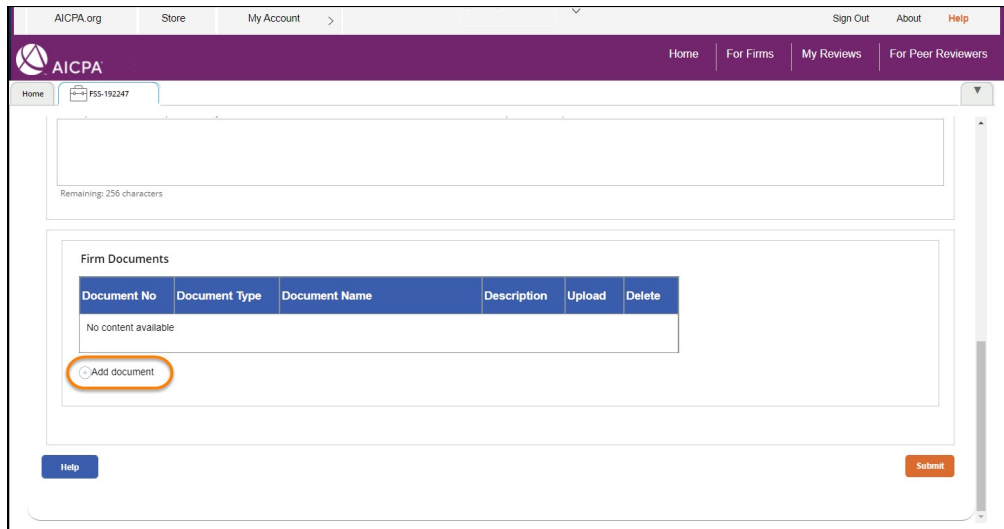 AICPA.org Store My Account Sign Out About Help
AICPA
Home For Firms My Reviews For Peer Reviewers
Home FSS-192247
Remaining: 256 characters
Firm Documents
Document No Document Type Document Name Description Upload Delete
No content available
Add document
Help Submit